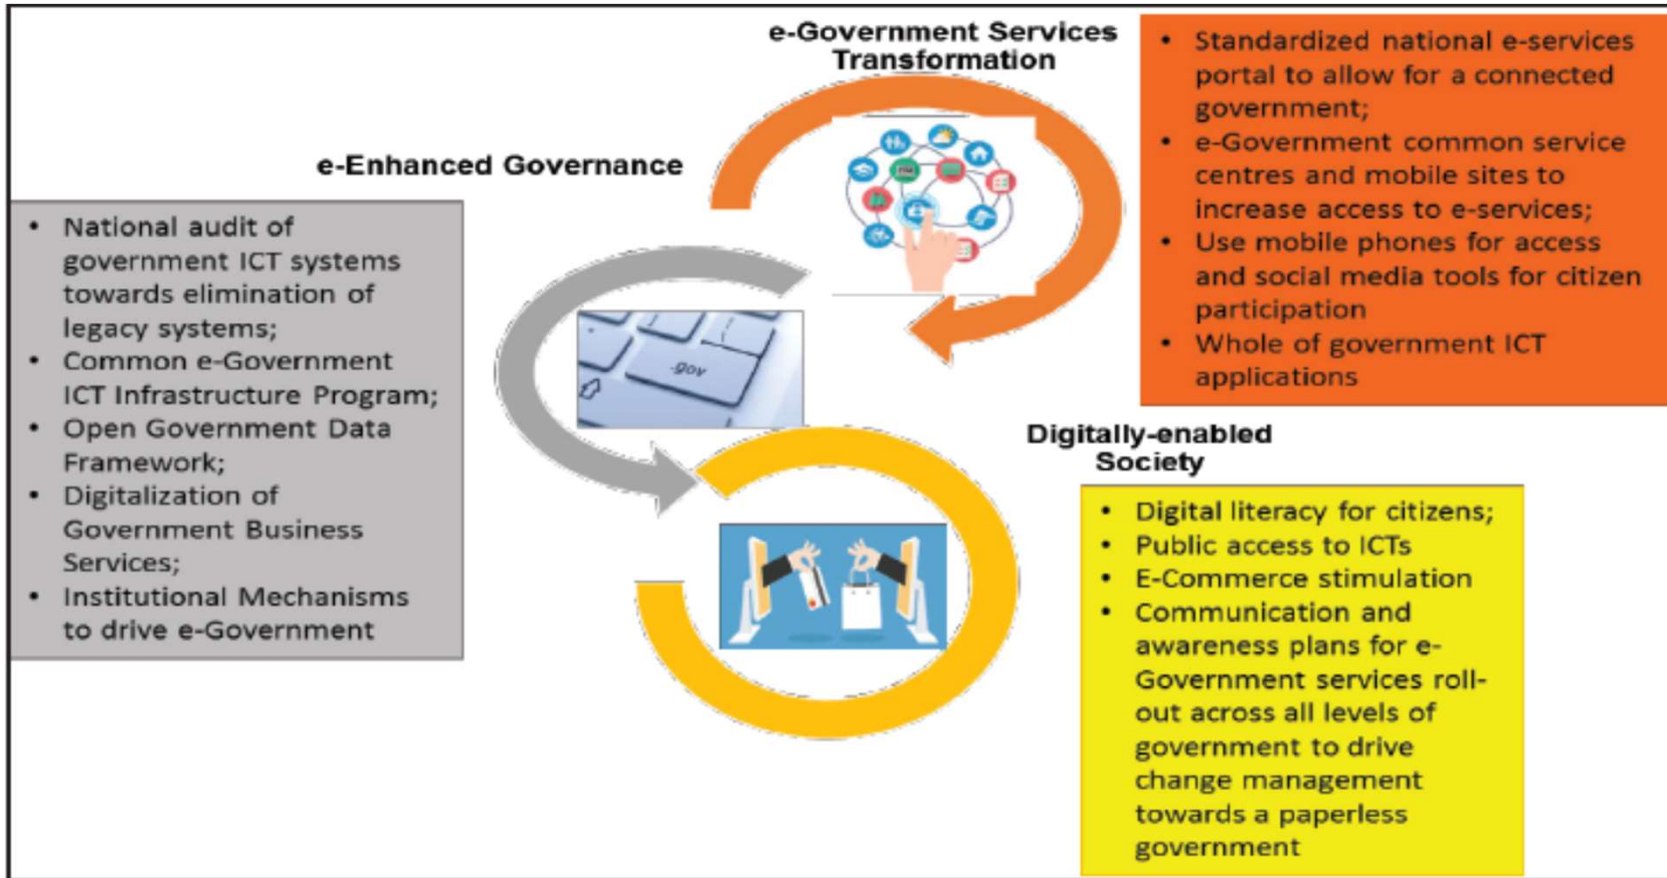 e-Government Services
Transformation
• Standardized national e-services
portal to allow for a connected
government;
• e-Government common service
centres and mobile sites to
increase access to e-services;
• Use mobile phones for access
and social media tools for citizen
participation
• Whole of government ICT
applications
e-Enhanced Governance
• National audit of
government ICT systems
towards elimination of
legacy systems;
• Common e-Government
ICT Infrastructure Program;
• Open Government Data
Framework;
• Digitalization of
Government Business
Services;
• Institutional Mechanisms
to drive e-Government
.gov
Digitally-enabled
Society
• Digital literacy for citizens;
• Public access to ICTs
• E-Commerce stimulation
• Communication and
awareness plans for e-
Government services roll-
out across all levels of
government to drive
change management
towards a paperless
government